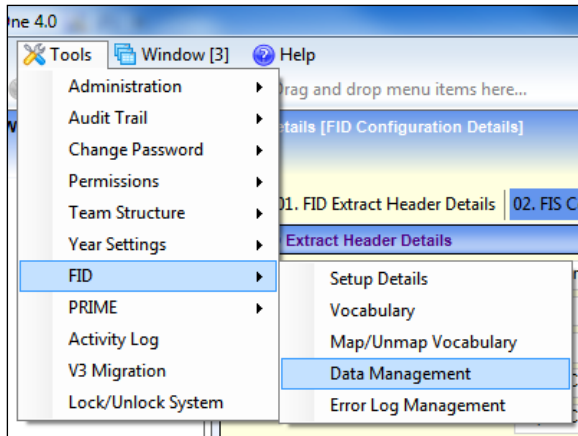 One 4.0
Tools Window [3] Help
Administration
Drag and drop menu items here...
Audit Trail
etails [FID Configuration Details]
Change Password
Permissions
Team Structure
01. FID Extract Header Details 02. FIS C
Year Settings
Extract Header Details
FID
Setup Details
PRIME
Vocabulary
Activity Log
Map/Unmap Vocabulary
V3 Migration
Data Management
Lock/Unlock System
Error Log Management